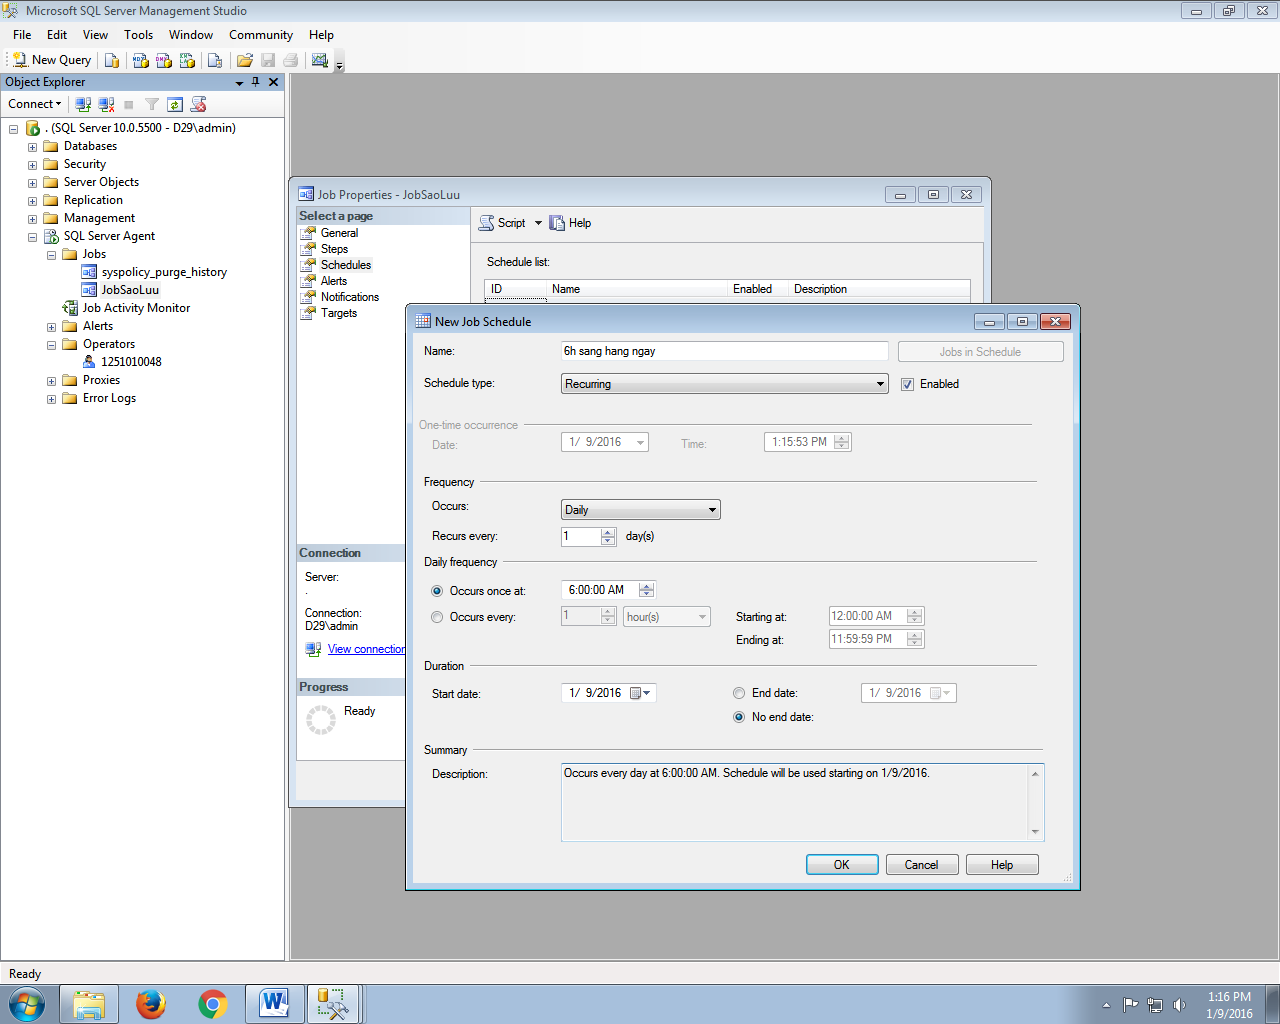 Microsoft SQL Server Management Studio
File Edit View Tools Window Community Help
New Query
Object Explorer
Connect
. (SQL Server 10.0.5500 - D29\admin)
Databases
Security
Server Objects
Replication
Management
SQL Server Agent
Jobs
syspolicy_purge_history
JobSaoLuu
Job Activity Monitor
Alerts
Operators
1251010048
Proxies
Error Logs
Job Properties - JobSaoLuu
Select a page
General
Steps
Schedules
Alerts
Notifications
Targets
Script Help
Schedule list:
ID Name Enabled Description
Connection
Server:
.
Connection:
D29\admin
View connection
Progress
Ready
New Job Schedule
Name: 6h sang hang ngay Jobs in Schedule
Schedule type: Recurring Enabled
One-time occurrence
Date: 1/ 9/2016 Time: 1:15:53 PM
Frequency
Occurs: Daily
Recurs every: 1 day(s)
Daily frequency
Occurs once at: 6:00:00 AM
Occurs every: 1 hour(s) Starting at: 12:00:00 AM
Ending at: 11:59:59 PM
Duration
Start date: 1/ 9/2016 End date: 1/ 9/2016
No end date:
Summary
Description: Occurs every day at 6:00:00 AM. Schedule will be used starting on 1/9/2016.
OK Cancel Help
Ready
1:16 PM
1/9/2016